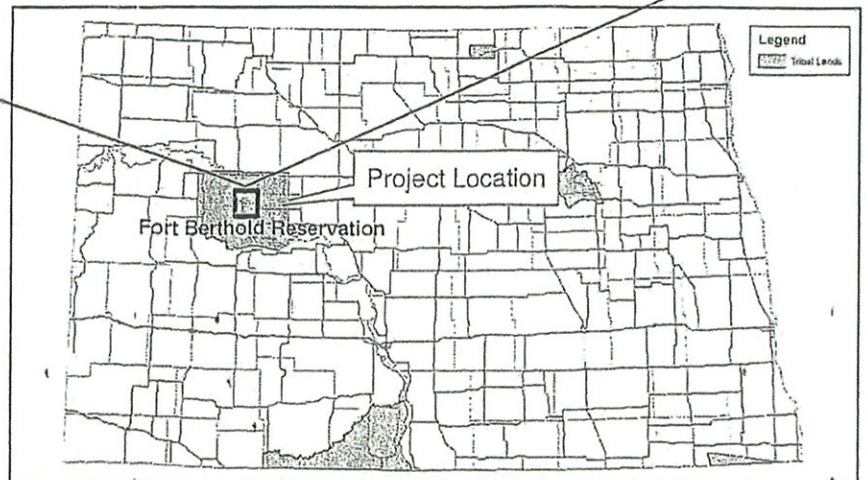 Legend
Tribal Lands
Project Location
Fort Berthold Reservation